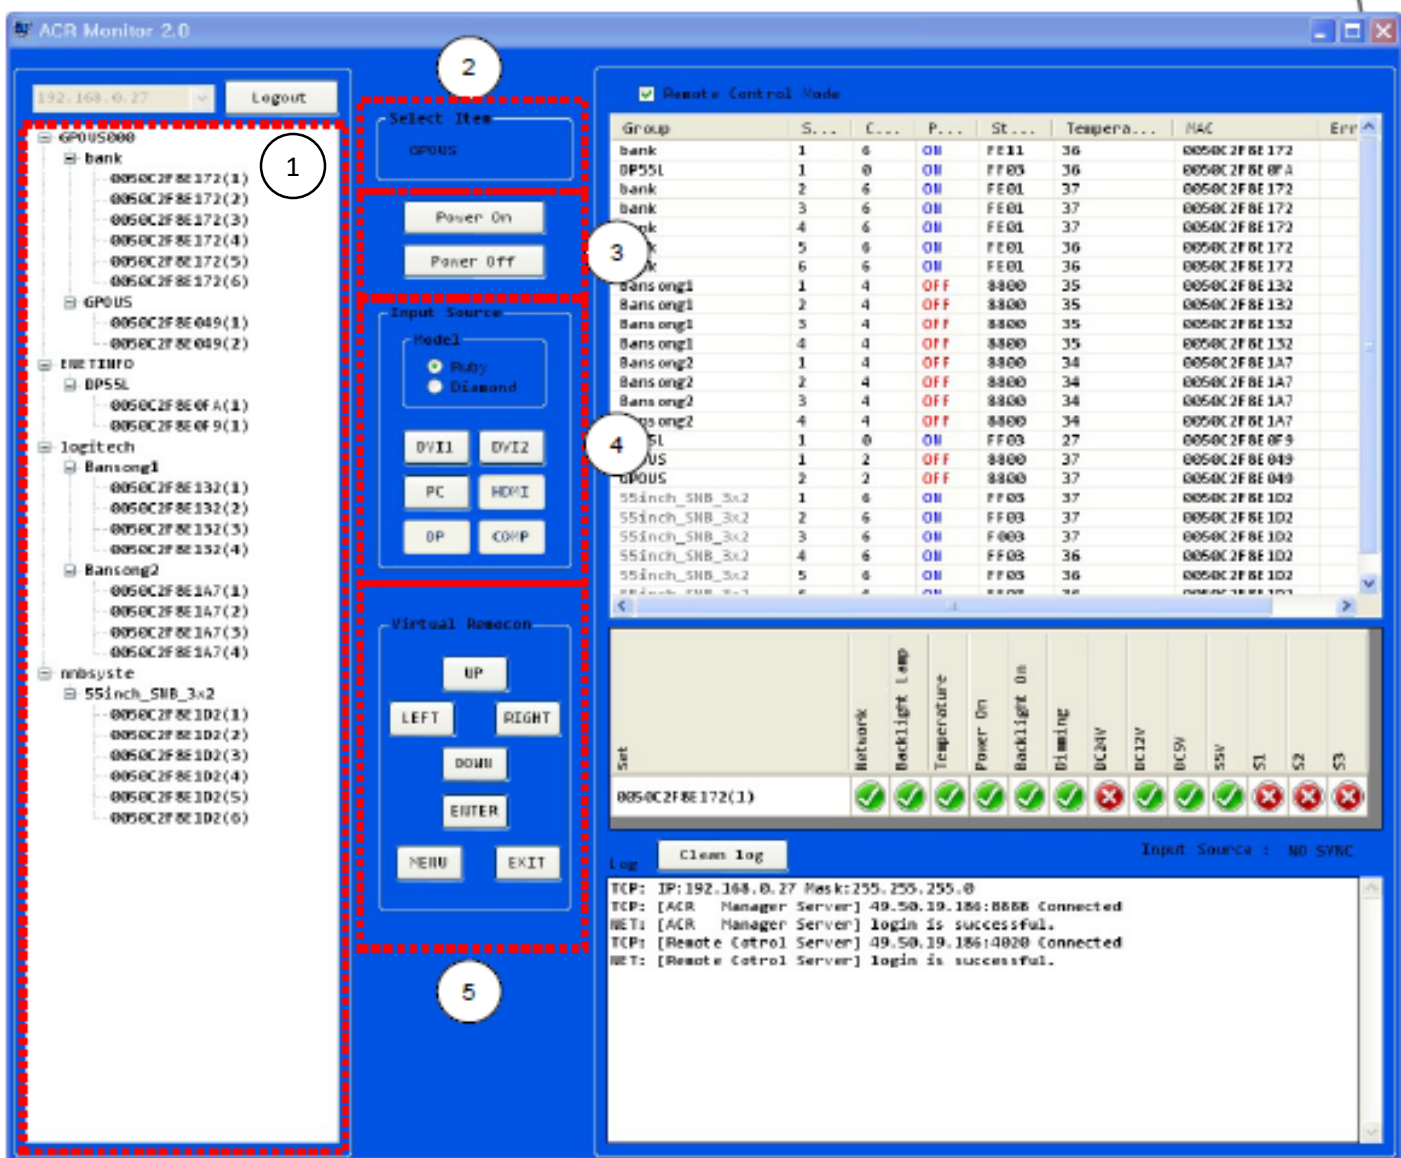 ACR Monitor 2.0
192.168.0.27
Logout
1
GPOUS000
bank
0050C2F8E172(1)
0050C2F8E172(2)
0050C2F8E172(3)
0050C2F8E172(4)
0050C2F8E172(5)
0050C2F8E172(6)
GPOUS
0050C2F8E049(1)
0050C2F8E049(2)
ENETINFO
DP55L
0050C2F8E0FA(1)
0050C2F8E0F9(1)
logitech
Bansong1
0050C2F8E132(1)
0050C2F8E132(2)
0050C2F8E132(3)
0050C2F8E132(4)
Bansong2
0050C2F8E1A7(1)
0050C2F8E1A7(2)
0050C2F8E1A7(3)
0050C2F8E1A7(4)
nnbsyste
55inch_SNB_3x2
0050C2F8E1D2(1)
0050C2F8E1D2(2)
0050C2F8E1D2(3)
0050C2F8E1D2(4)
0050C2F8E1D2(5)
0050C2F8E1D2(6)
2
Select Item
GPOUS
Power On
Power Off
3
Input Source
Model
Ruby
Diamond
4
DVI1 DVI2
PC HDMI
DP COMP
Virtual Remocon
UP
LEFT RIGHT
DOWN
ENTER
MENU EXIT
5
Remote Control Mode
Group S... C... P... St... Tempera... MAC Err
bank 1 6 ON FE11 36 0050C2F8E172
DP55L 1 0 ON FF03 36 0050C2F8E0FA
bank 2 6 ON FE01 37 0050C2F8E172
bank 3 6 ON FE01 37 0050C2F8E172
4 6 ON FE01 37 0050C2F8E172
5 6 ON FE01 36 0050C2F8E172
6 6 ON FE01 36 0050C2F8E172
Bansong1 1 4 OFF 8800 35 0050C2F8E132
Bansong1 2 4 OFF 8800 35 0050C2F8E132
Bansong1 3 4 OFF 8800 35 0050C2F8E132
Bansong1 4 4 OFF 8800 35 0050C2F8E132
Bansong2 1 4 OFF 8800 34 0050C2F8E1A7
Bansong2 2 4 OFF 8800 34 0050C2F8E1A7
Bansong2 3 4 OFF 8800 34 0050C2F8E1A7
Bansong2 4 4 OFF 8800 34 0050C2F8E1A7
1 0 ON FF03 27 0050C2F8E0F9
GPOUS 1 2 OFF 8800 37 0050C2F8E049
GPOUS 2 2 OFF 8800 37 0050C2F8E049
55inch_SNB_3x2 1 6 ON FF03 37 0050C2F8E1D2
55inch_SNB_3x2 2 6 ON FF03 37 0050C2F8E1D2
55inch_SNB_3x2 3 6 ON F003 37 0050C2F8E1D2
55inch_SNB_3x2 4 6 ON FF03 36 0050C2F8E1D2
55inch_SNB_3x2 5 6 ON FF03 36 0050C2F8E1D2
Set Network Backlight Lamp Temperature Power On Backlight On Dimming DC24V DC12V DC5V S5V S1 S2 S3
0050C2F8E172(1)
Log Clean log Input Source : NO SYNC
TCP: IP:192.168.0.27 Mask:255.255.255.0
TCP: [ACR Manager Server] 49.50.19.186:8888 Connected
NET: [ACR Manager Server] login is successful.
TCP: [Remote Cotrol Server] 49.50.19.186:4020 Connected
NET: [Remote Cotrol Server] login is successful.